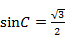 sinC = √3/2